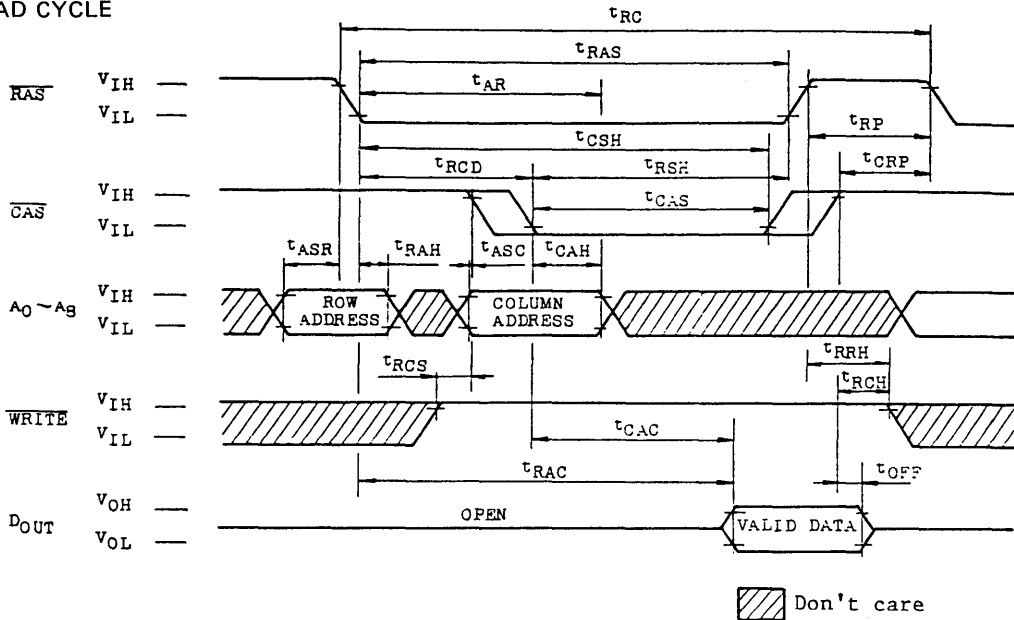 AD CYCLE
tRC
tRAS
tAR
RAS VIH
VIL
tRP
tCSH
tRCD tRSH tCRP
CAS VIH
VIL
tCAS
tASR tRAH tASC tCAH
A0~A8 VIH
VIL
ROW ADDRESS
COLUMN ADDRESS
tRRH
tRCS
tRCH
WRITE VIH
VIL
tCAC
tRAC
tOFF
DOUT VOH
VOL
OPEN
VALID DATA
Don't care